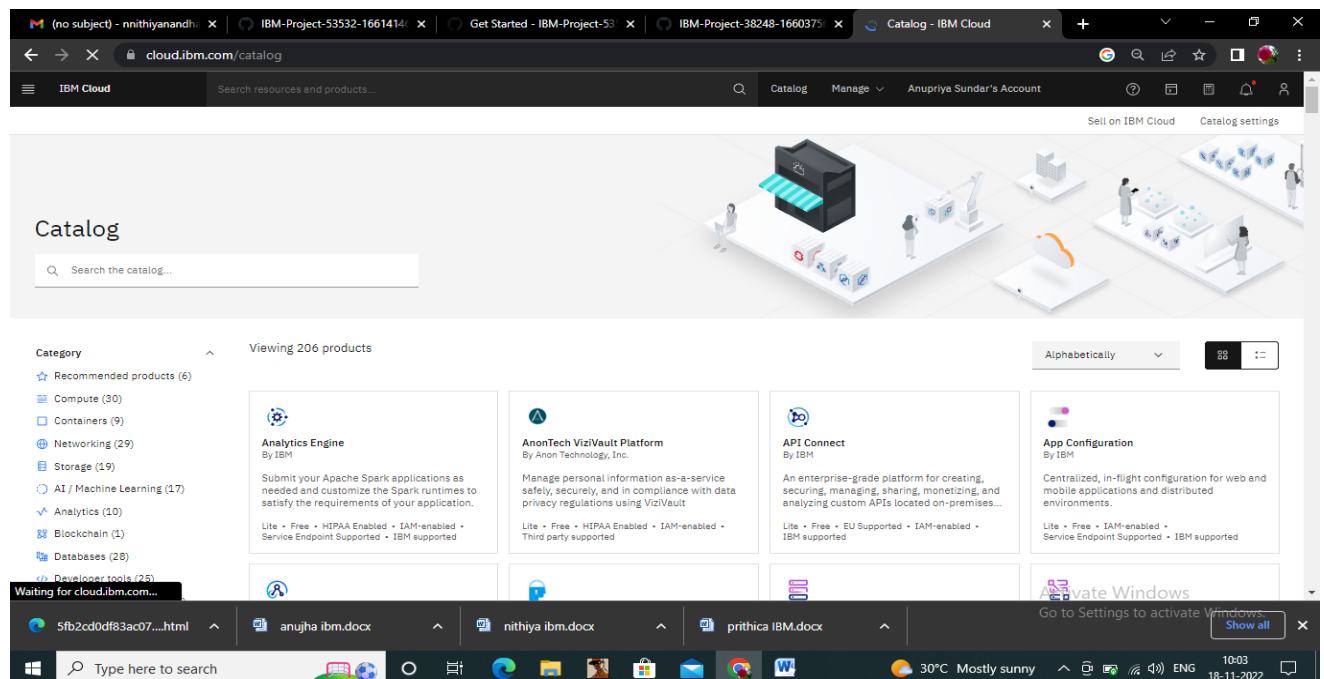 (no subject) - nnithiyanandha
IBM-Project-53532-1661414
Get Started - IBM-Project-53
IBM-Project-38248-1660375
Catalog - IBM Cloud
cloud.ibm.com/catalog
IBM Cloud
Search resources and products...
Catalog
Manage
Anupriya Sundar's Account
Sell on IBM Cloud
Catalog settings
Catalog
Search the catalog...
Category
Recommended products (6)
Compute (30)
Containers (9)
Networking (29)
Storage (19)
AI / Machine Learning (17)
Analytics (10)
Blockchain (1)
Databases (28)
Developer tools (25)
Waiting for cloud.ibm.com...
Viewing 206 products
Alphabetically
Analytics Engine
By IBM
Submit your Apache Spark applications as
needed and customize the Spark runtimes to
satisfy the requirements of your application.
Lite • Free • HIPAA Enabled • IAM-enabled •
Service Endpoint Supported • IBM supported
AnonTech ViziVault Platform
By Anon Technology, Inc.
Manage personal information as-a-service
safely, securely, and in compliance with data
privacy regulations using ViziVault
Lite • Free • HIPAA Enabled • IAM-enabled •
Third party supported
API Connect
By IBM
An enterprise-grade platform for creating,
securing, managing, sharing, monetizing, and
analyzing custom APIs located on-premises...
Lite • Free • EU Supported • IAM-enabled •
IBM supported
App Configuration
By IBM
Centralized, in-flight configuration for web and
mobile applications and distributed
environments.
Lite • Free • IAM-enabled •
Service Endpoint Supported • IBM supported
Activate Windows
Go to Settings to activate Windows.
5fb2cd0df83ac07....html
anujha ibm.docx
nithiya ibm.docx
prithica IBM.docx
Show all
Type here to search
30°C Mostly sunny
ENG
10:03
18-11-2022